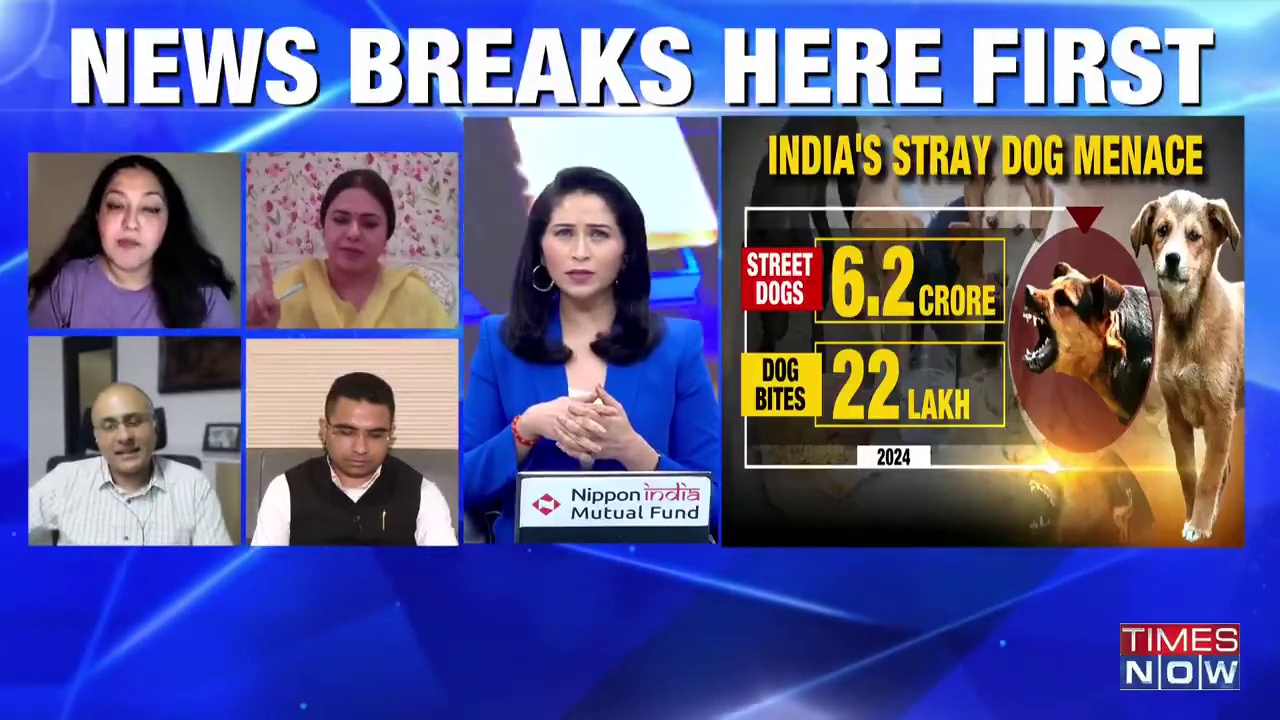 NEWS BREAKS HERE FIRST
INDIA'S STRAY DOG MENACE
STREET
DOGS
6.2 CRORE
DOG
BITES
22 LAKH
2024
Nippon india
Mutual Fund
TIMES
NOW